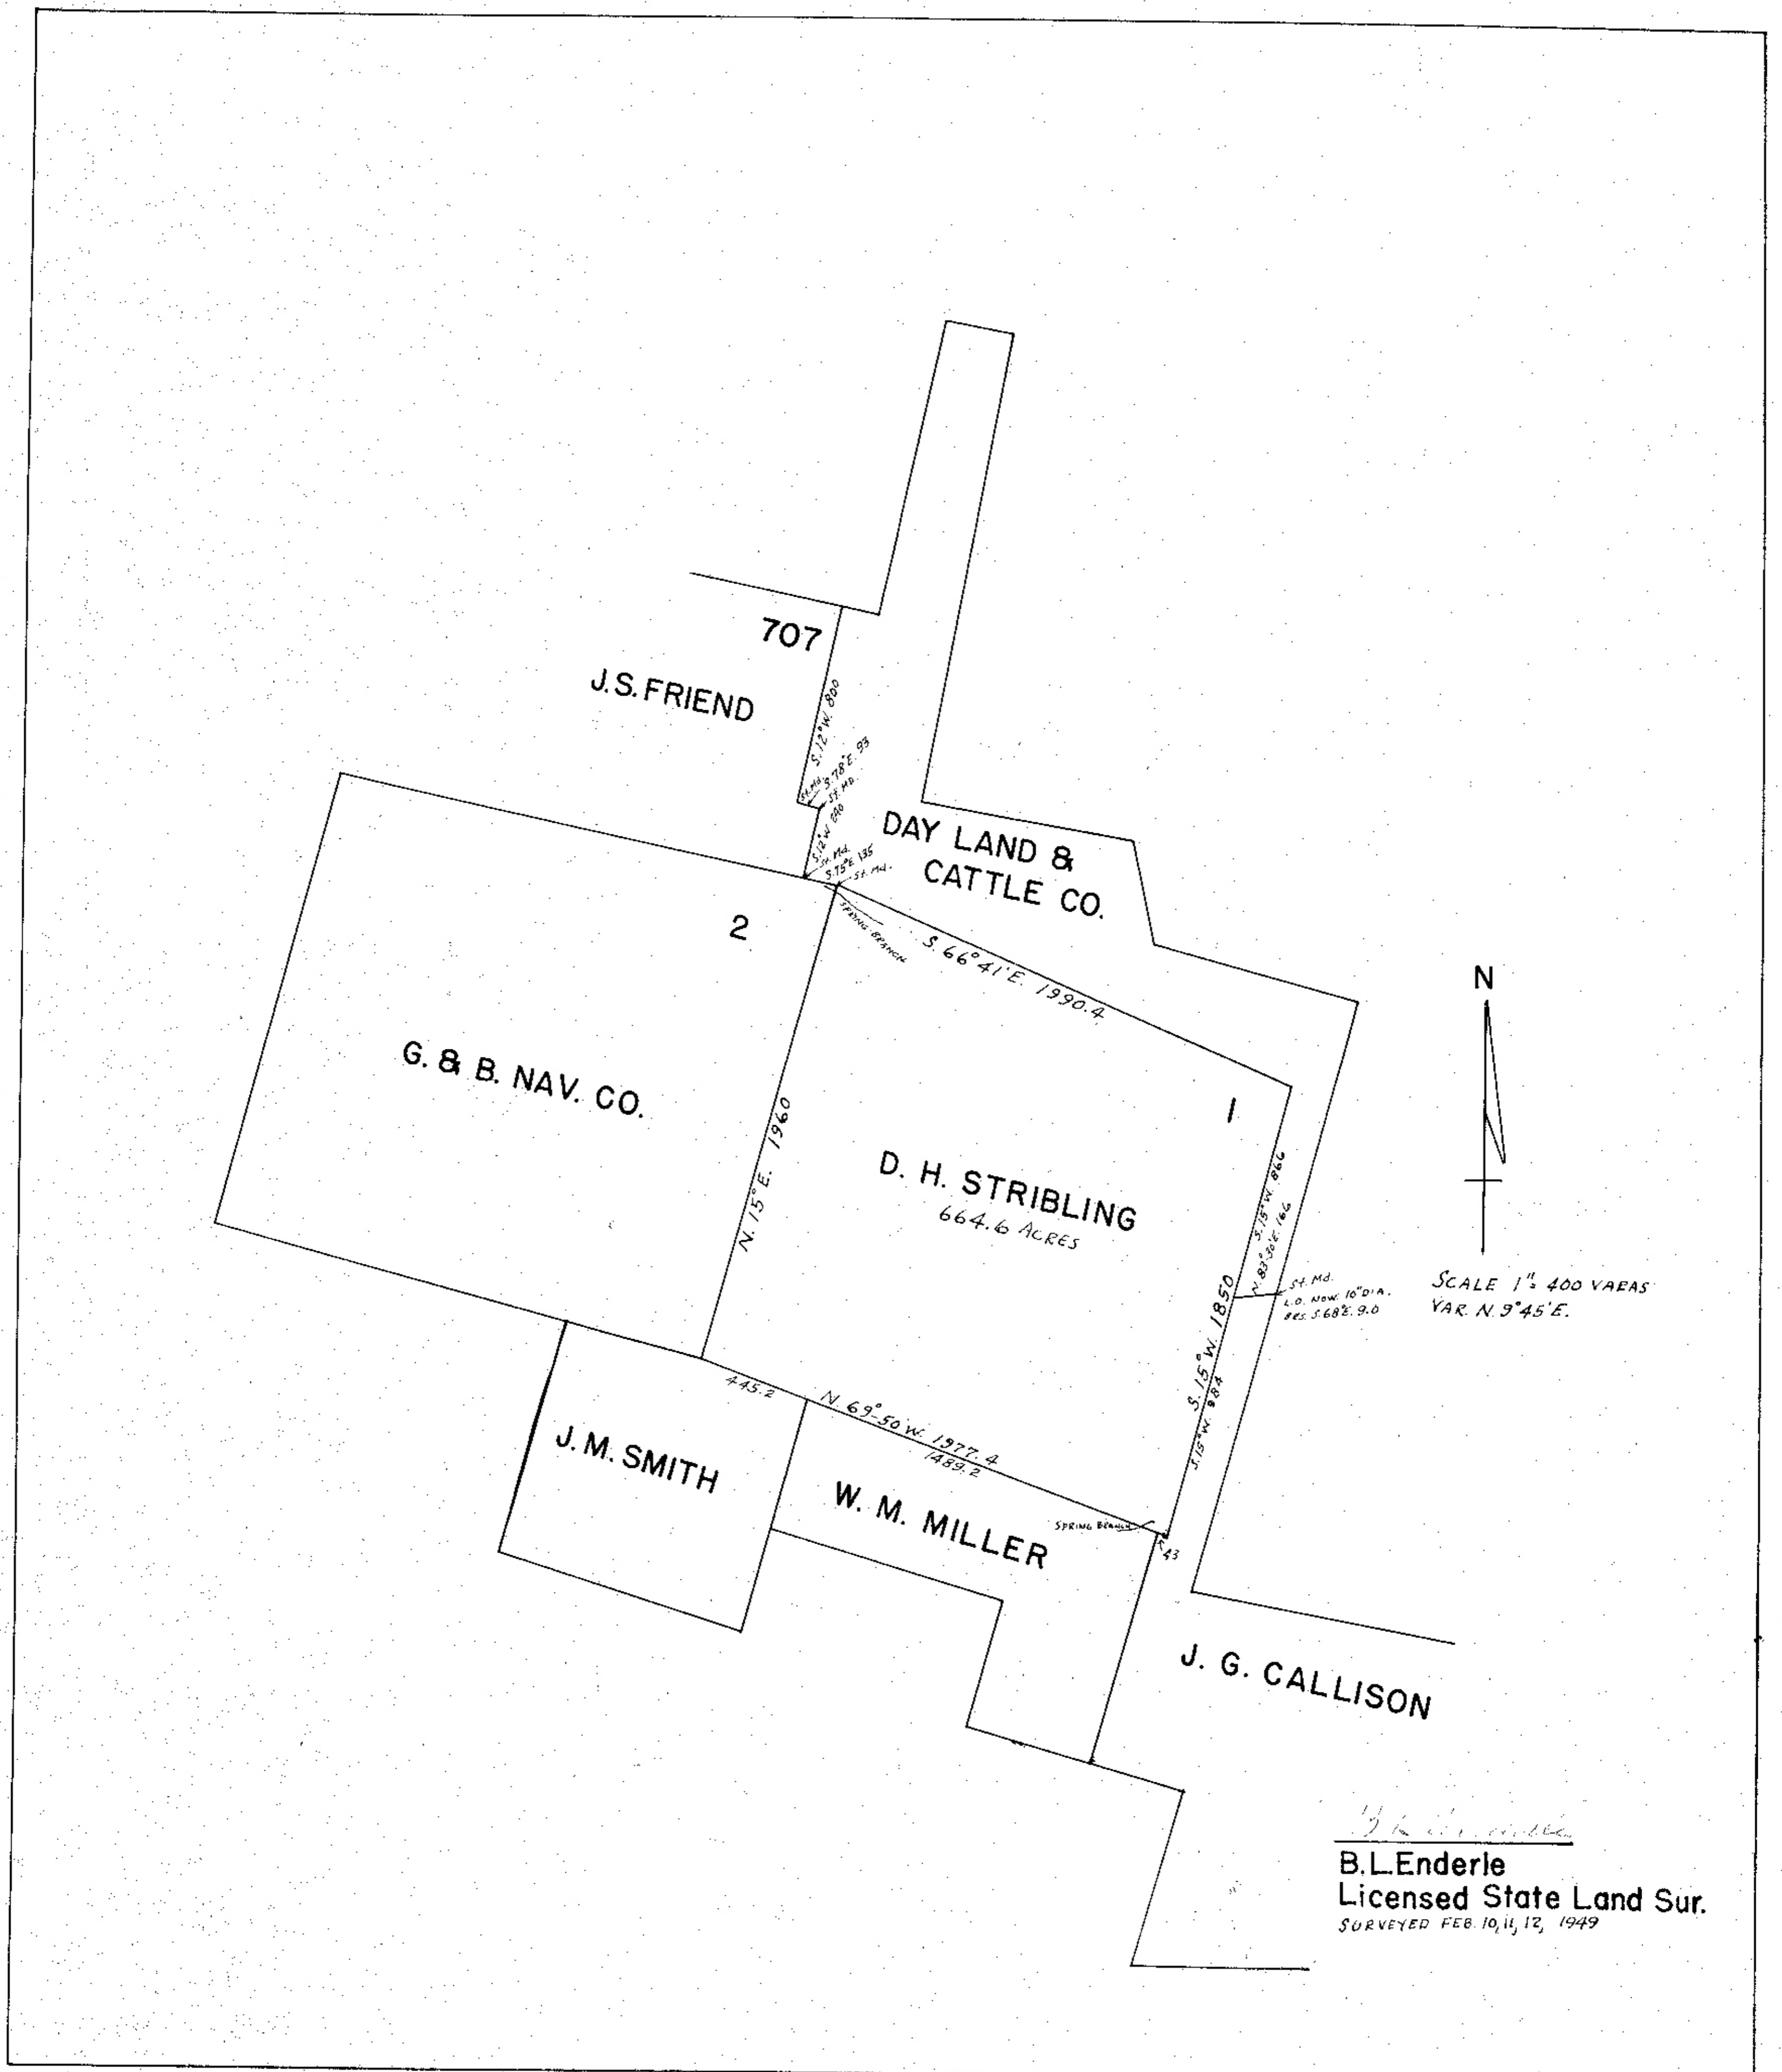 707
J.S. FRIEND
S. 12° W. 800
St. Md.
S. 78° E. 93
St. Md.
St. Md.
S. 75° E. 135
St. Md.
DAY LAND &
CATTLE CO.
2
SPRING BRANCH
S. 66° 41' E. 1990.4
N
G. & B. NAV. CO.
1
N. 15° E. 1960
D. H. STRIBLING
664.6 ACRES
S. 15° W. 866
N. 83°-30' E. 166
St. Md.
L.O. NOW 10" DIA.
BRS. S. 68° E. 9.0
SCALE 1" = 400 VARAS
VAR. N. 9° 45' E.
S. 15° W. 1850
S. 15° W. 984
445.2
N. 69°-50' W. 1977.4
1489.2
J. M. SMITH
W. M. MILLER
SPRING BRANCH
43
J. G. CALLISON
B. L. Enderle
Licensed State Land Sur.
SURVEYED FEB. 10, 11, 12, 1949